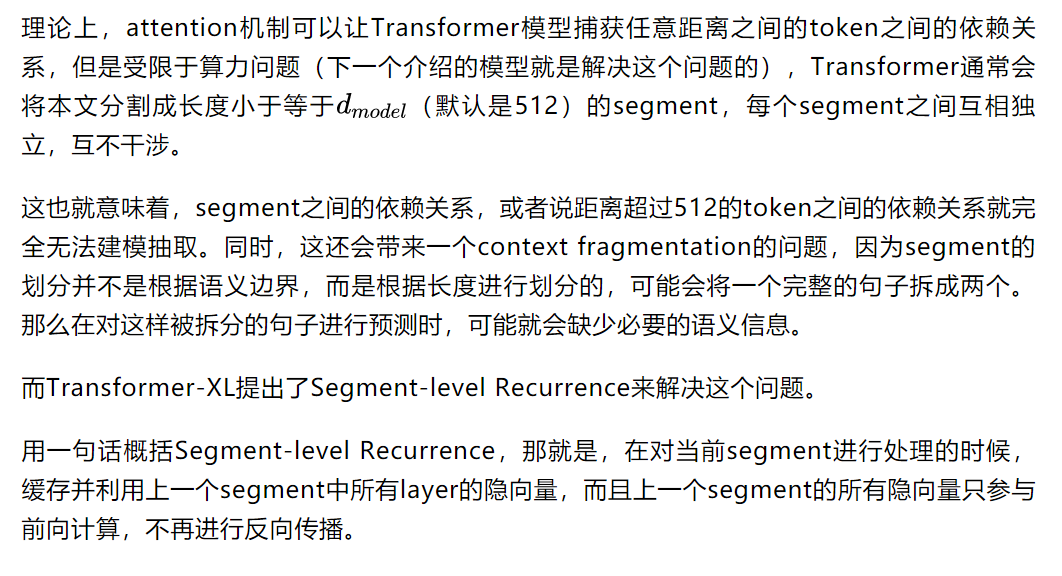 理论上，attention机制可以让Transformer模型捕获任意距离之间的token之间的依赖关
系，但是受限于算力问题（下一个介绍的模型就是解决这个问题的），Transformer通常会
将本文分割成长度小于等于d_{model}（默认是512）的segment，每个segment之间互相独
立，互不干涉。
这也就意味着，segment之间的依赖关系，或者说距离超过512的token之间的依赖关系就完
全无法建模抽取。同时，这还会带来一个context fragmentation的问题，因为segment的
划分并不是根据语义边界，而是根据长度进行划分的，可能会将一个完整的句子拆成两个。
那么在对这样被拆分的句子进行预测时，可能就会缺少必要的语义信息。
而Transformer-XL提出了Segment-level Recurrence来解决这个问题。
用一句话概括Segment-level Recurrence，那就是，在对当前segment进行处理的时候，
缓存并利用上一个segment中所有layer的隐向量，而且上一个segment的所有隐向量只参与
前向计算，不再进行反向传播。